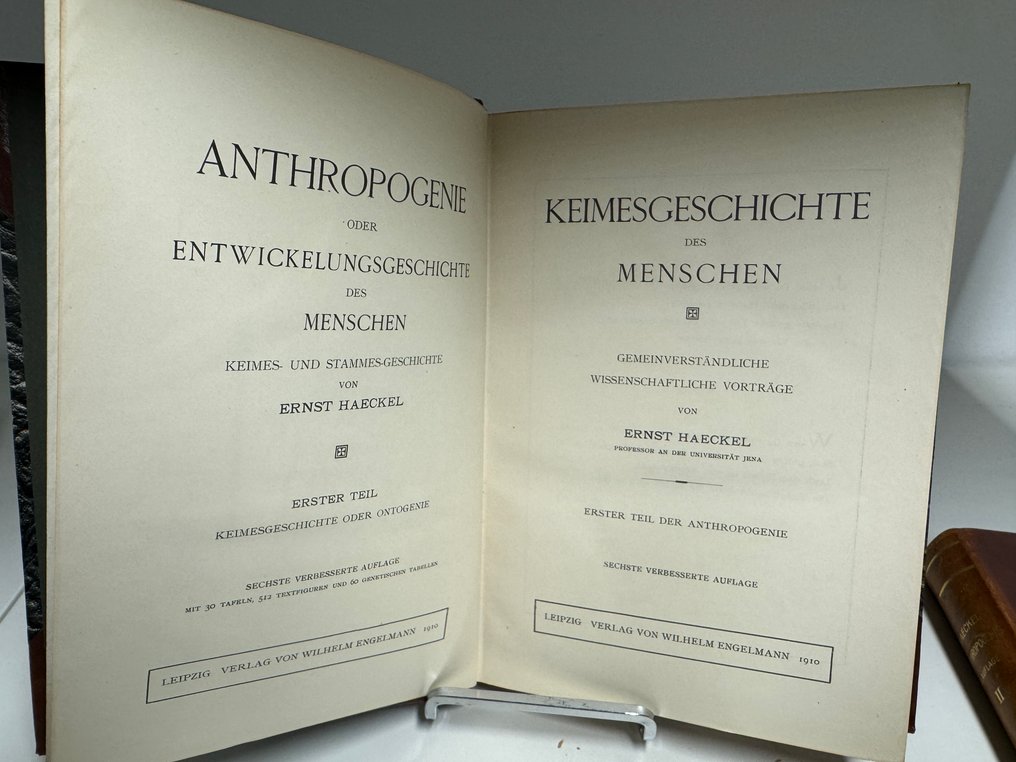 ANTHROPOGENIE
ODER
ENTWICKELUNGSGESCHICHTE
DES
MENSCHEN
KEIMES- UND STAMMES-GESCHICHTE
VON
ERNST HAECKEL
ERSTER TEIL
KEIMESGESCHICHTE ODER ONTOGENIE
SECHSTE VERBESSERTE AUFLAGE
MIT 30 TAFELN, 512 TEXTFIGUREN UND 60 GENETISCHEN TABELLEN
LEIPZIG VERLAG VON WILHELM ENGELMANN 1910
KEIMESGESCHICHTE
DES
MENSCHEN
GEMEINVERSTÄNDLICHE
WISSENSCHAFTLICHE VORTRÄGE
VON
ERNST HAECKEL
PROFESSOR AN DER UNIVERSITÄT JENA
ERSTER TEIL DER ANTHROPOGENIE
SECHSTE VERBESSERTE AUFLAGE
LEIPZIG VERLAG VON WILHELM ENGELMANN 1910
II